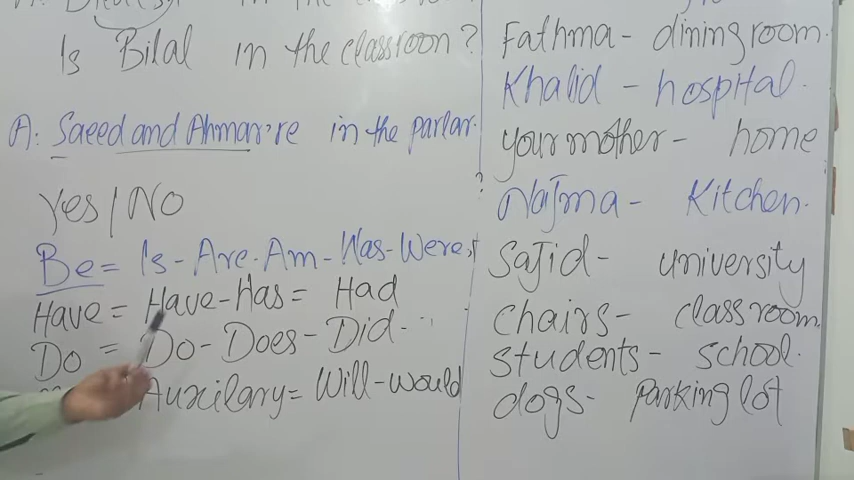 Is Bilal in the classroon?
A: Saeed and Ahmar're in the parlar.
Yes/No
Be = Is - Are. Am - Was - Were
Have = Have - Has = Had
Do = Do - Does - Did -
Auxilary = Will - would
Fathma - dining room.
Khalid - hospital.
your mother - home
?
Najma - Kitchen.
Sajid - university
chairs - classroom.
students - school.
dogs - parking lot